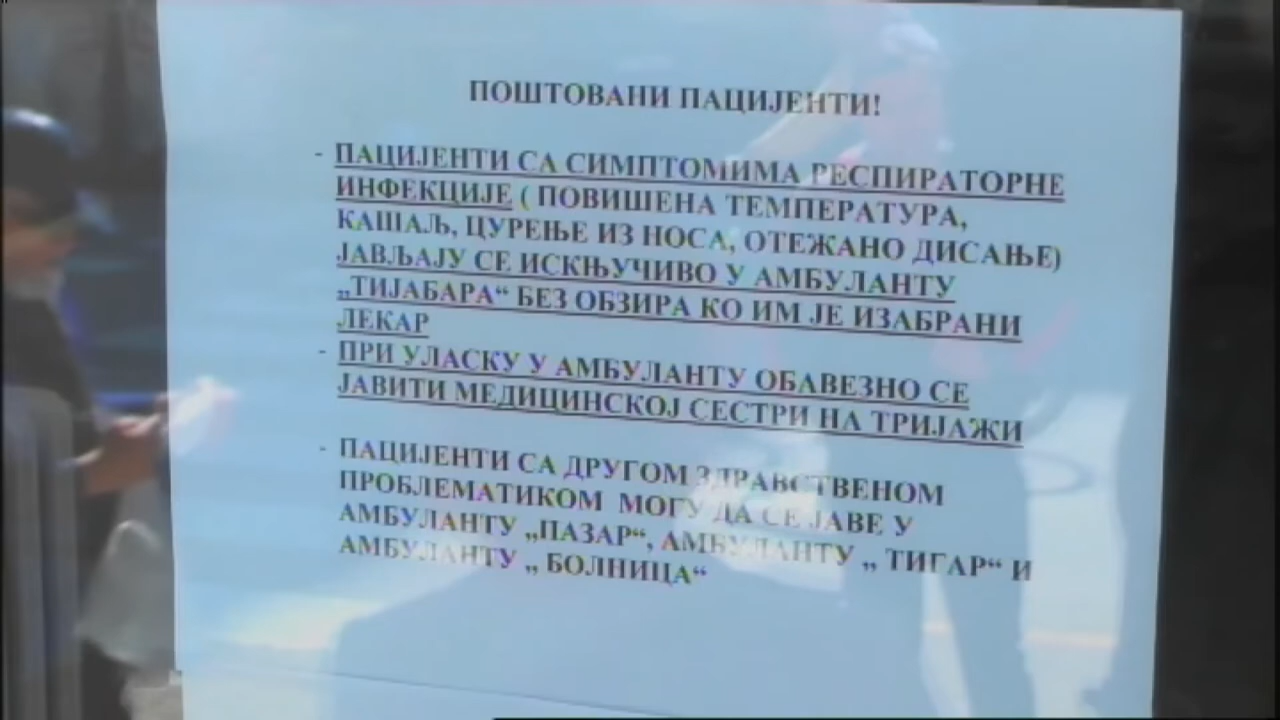 ПОШТОВАНИ ПАЦИЈЕНТИ!
- ПАЦИЈЕНТИ СА СИМПТОМИМА РЕСПИРАТОРНЕ
ИНФЕКЦИЈЕ ( ПОВИШЕНА ТЕМПЕРАТУРА,
КАШАЉ, ЦУРЕЊЕ ИЗ НОСА, ОТЕЖАНО ДИСАЊЕ)
ЈАВЉАЈУ СЕ ИСКЊУЧИВО У АМБУЛАНТУ
„ТИЈАБАРА“ БЕЗ ОБЗИРА КО ИМ ЈЕ ИЗАБРАНИ
ЛЕКАР
- ПРИ УЛАСКУ У АМБУЛАНТУ ОБАВЕЗНО СЕ
ЈАВИТИ МЕДИЦИНСКОЈ СЕСТРИ НА ТРИЈАЖИ
- ПАЦИЈЕНТИ СА ДРУГОМ ЗДРАВСТВЕНОМ
ПРОБЛЕМАТИКОМ МОГУ ДА СЕ ЈАВЕ У
АМБУЛАНТУ „ПАЗАР“, АМБУЛАНТУ „ ТИГАР“ И
АМБУЛАНТУ „ БОЛНИЦА“